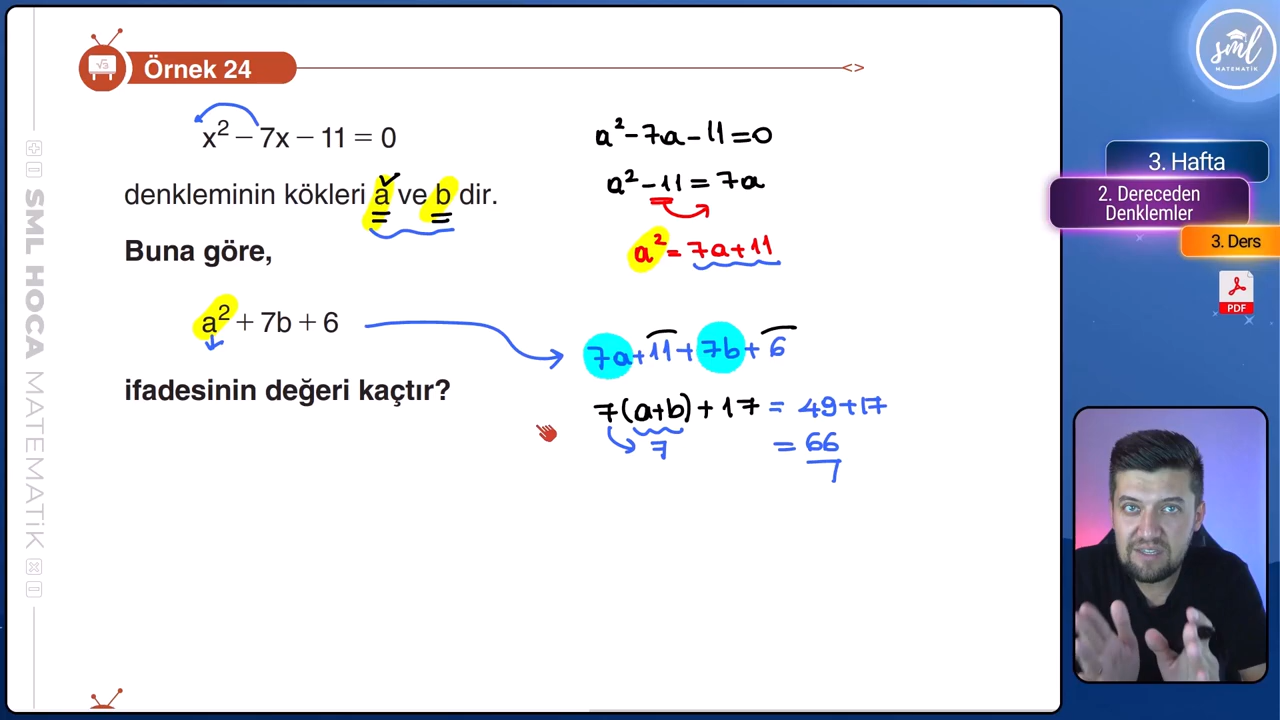 Örnek 24
x² – 7x – 11 = 0
denkleminin kökleri a ve b dir.
Buna göre,
a² + 7b + 6
ifadesinin değeri kaçtır?
a² - 7a - 11 = 0
a² - 11 = 7a
a² = 7a + 11
7a + 11 + 7b + 6
7(a+b) + 17 = 49 + 17
7
= 66
SML HOCA MATEMATİK
sml
MATEMATİK
3. Hafta
2. Dereceden
Denklemler
3. Ders
PDF